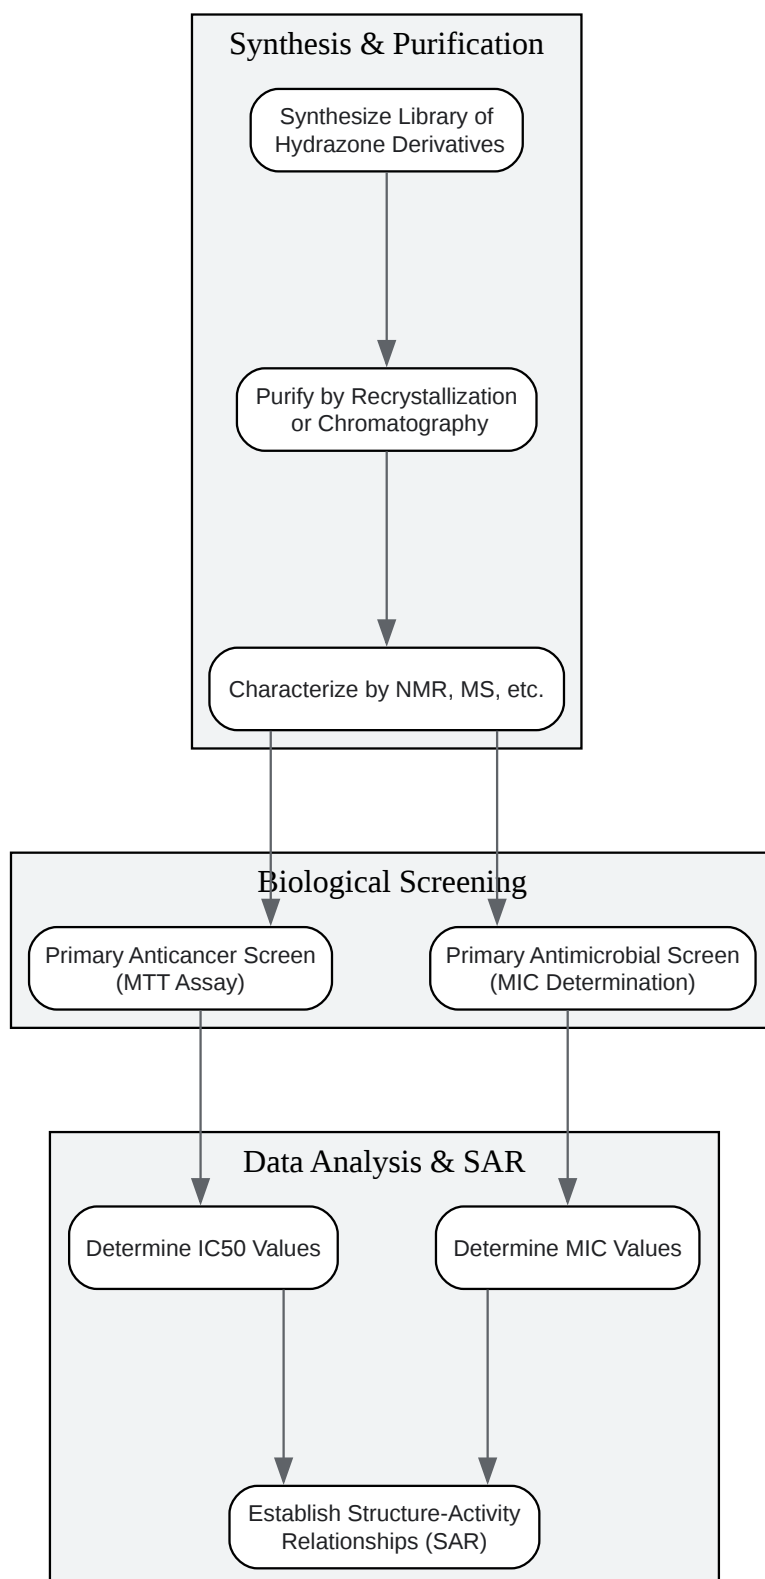 Synthesis & Purification
Synthesize Library of
Hydrazone Derivatives
Purify by Recrystallization
or Chromatography
Characterize by NMR, MS, etc.
Biological Screening
Primary Anticancer Screen
(MTT Assay)
Primary Antimicrobial Screen
(MIC Determination)
Data Analysis & SAR
Determine IC50 Values
Determine MIC Values
Establish Structure-Activity
Relationships (SAR)